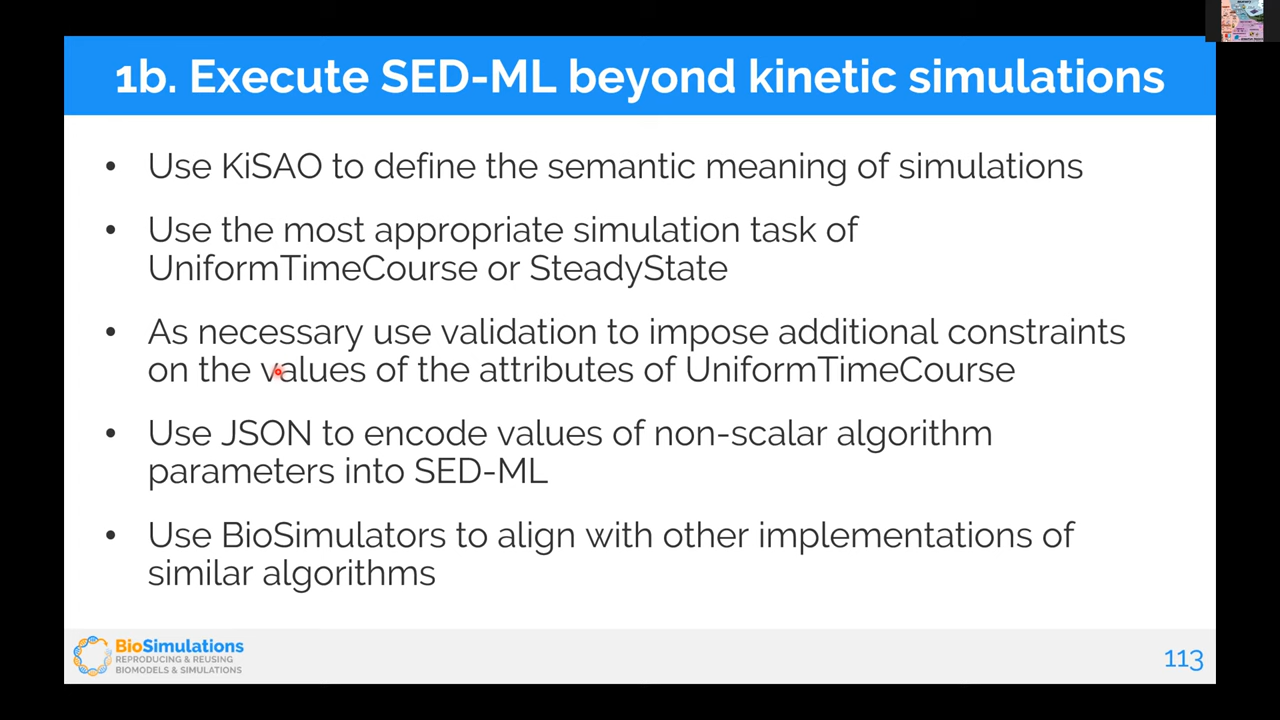 1b. Execute SED-ML beyond kinetic simulations
• Use KiSAO to define the semantic meaning of simulations
• Use the most appropriate simulation task of
UniformTimeCourse or SteadyState
• As necessary use validation to impose additional constraints
on the values of the attributes of UniformTimeCourse
• Use JSON to encode values of non-scalar algorithm
parameters into SED-ML
• Use BioSimulators to align with other implementations of
similar algorithms
BioSimulations
REPRODUCING & REUSING
BIOMODELS & SIMULATIONS
113